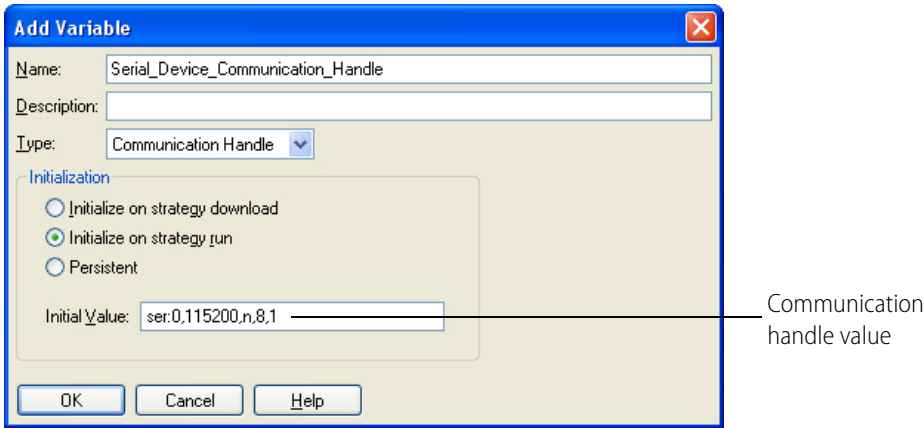 Add Variable
Name: Serial_Device_Communication_Handle
Description:
Type: Communication Handle
Initialization
Initialize on strategy download
Initialize on strategy run
Persistent
Initial Value: ser:0,115200,n,8,1
Communication
handle value
OK Cancel Help